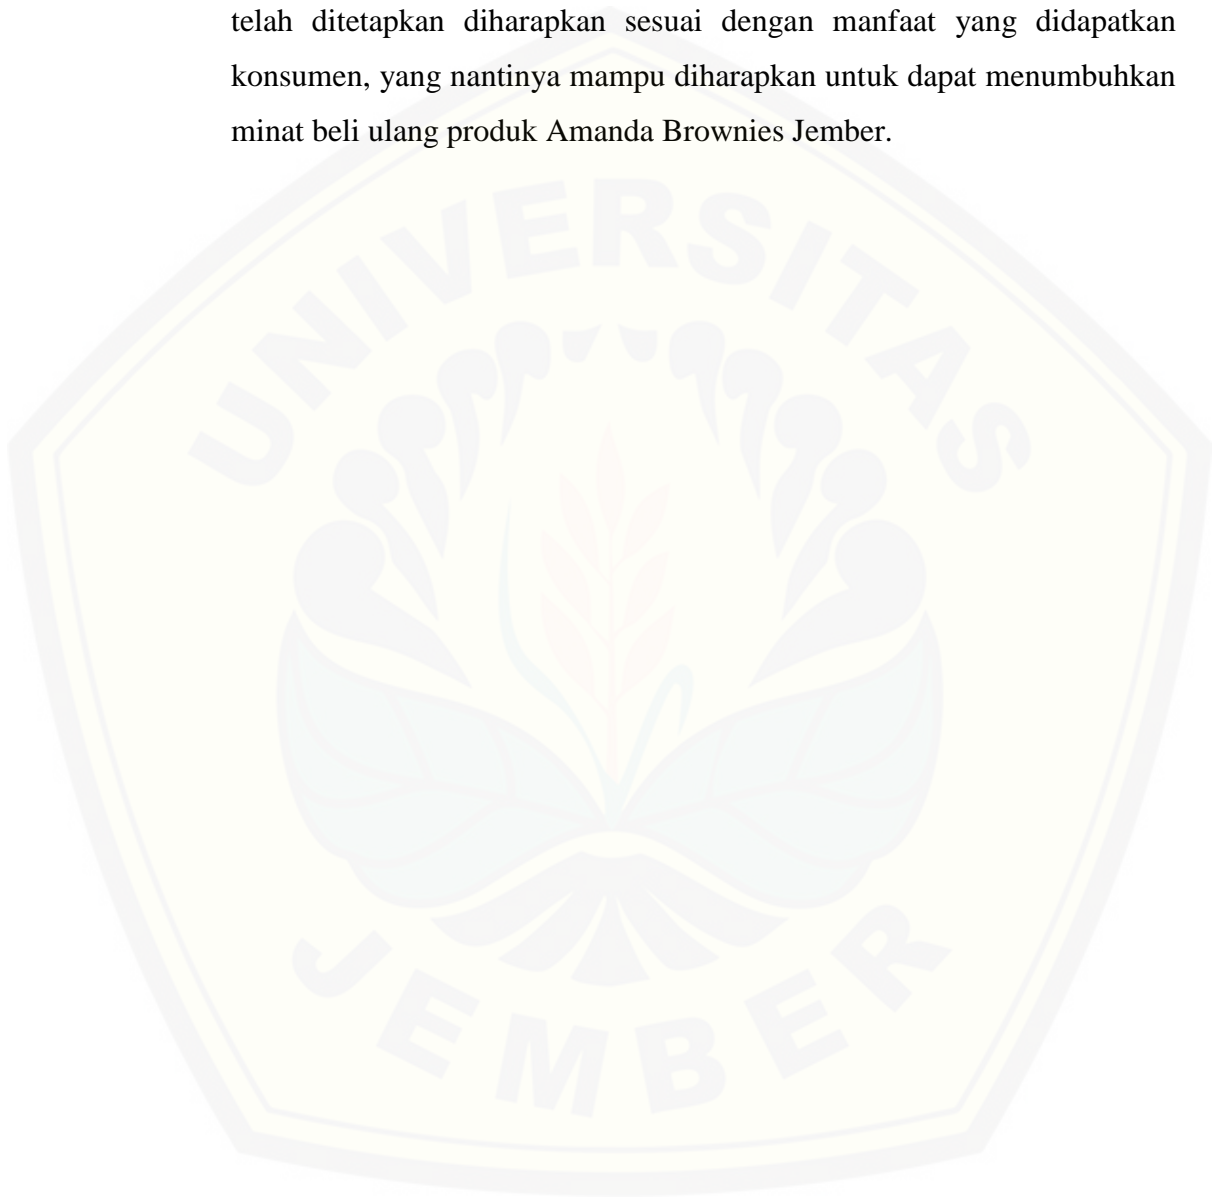 telah ditetapkan diharapkan sesuai dengan manfaat yang didapatkan
konsumen, yang nantinya mampu diharapkan untuk dapat menumbuhkan
minat beli ulang produk Amanda Brownies Jember.
UNIVERSITAS
JEMBER